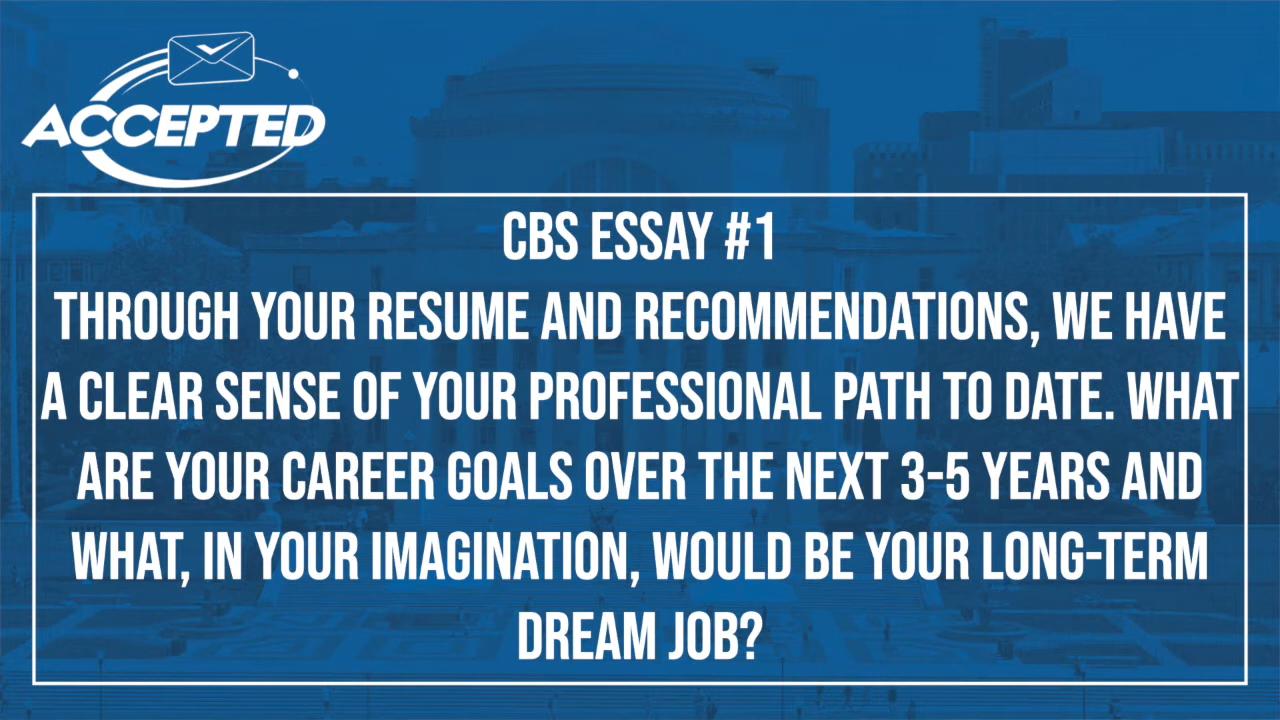 ACCEPTED
CBS ESSAY #1
THROUGH YOUR RESUME AND RECOMMENDATIONS, WE HAVE
A CLEAR SENSE OF YOUR PROFESSIONAL PATH TO DATE. WHAT
ARE YOUR CAREER GOALS OVER THE NEXT 3-5 YEARS AND
WHAT, IN YOUR IMAGINATION, WOULD BE YOUR LONG-TERM
DREAM JOB?